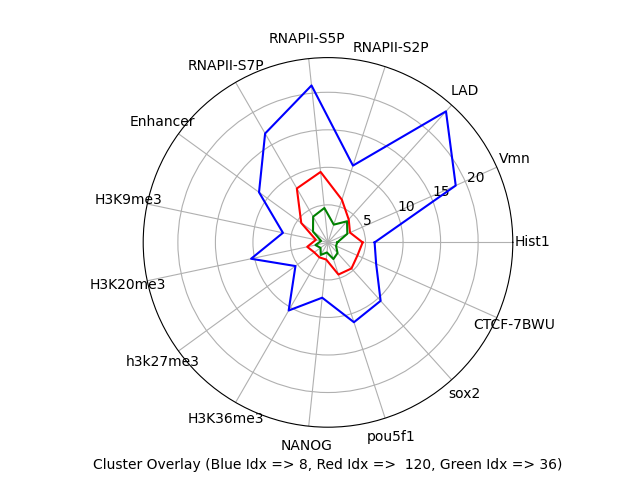 RNAPII-S5P
RNAPII-S2P
RNAPII-S7P
LAD
Enhancer
Vmn
20
15
H3K9me3
10
5
Hist1
H3K20me3
CTCF-7BWU
h3k27me3
sox2
H3K36me3
pou5f1
NANOG
Cluster Overlay (Blue Idx => 8, Red Idx =>  120, Green Idx => 36)